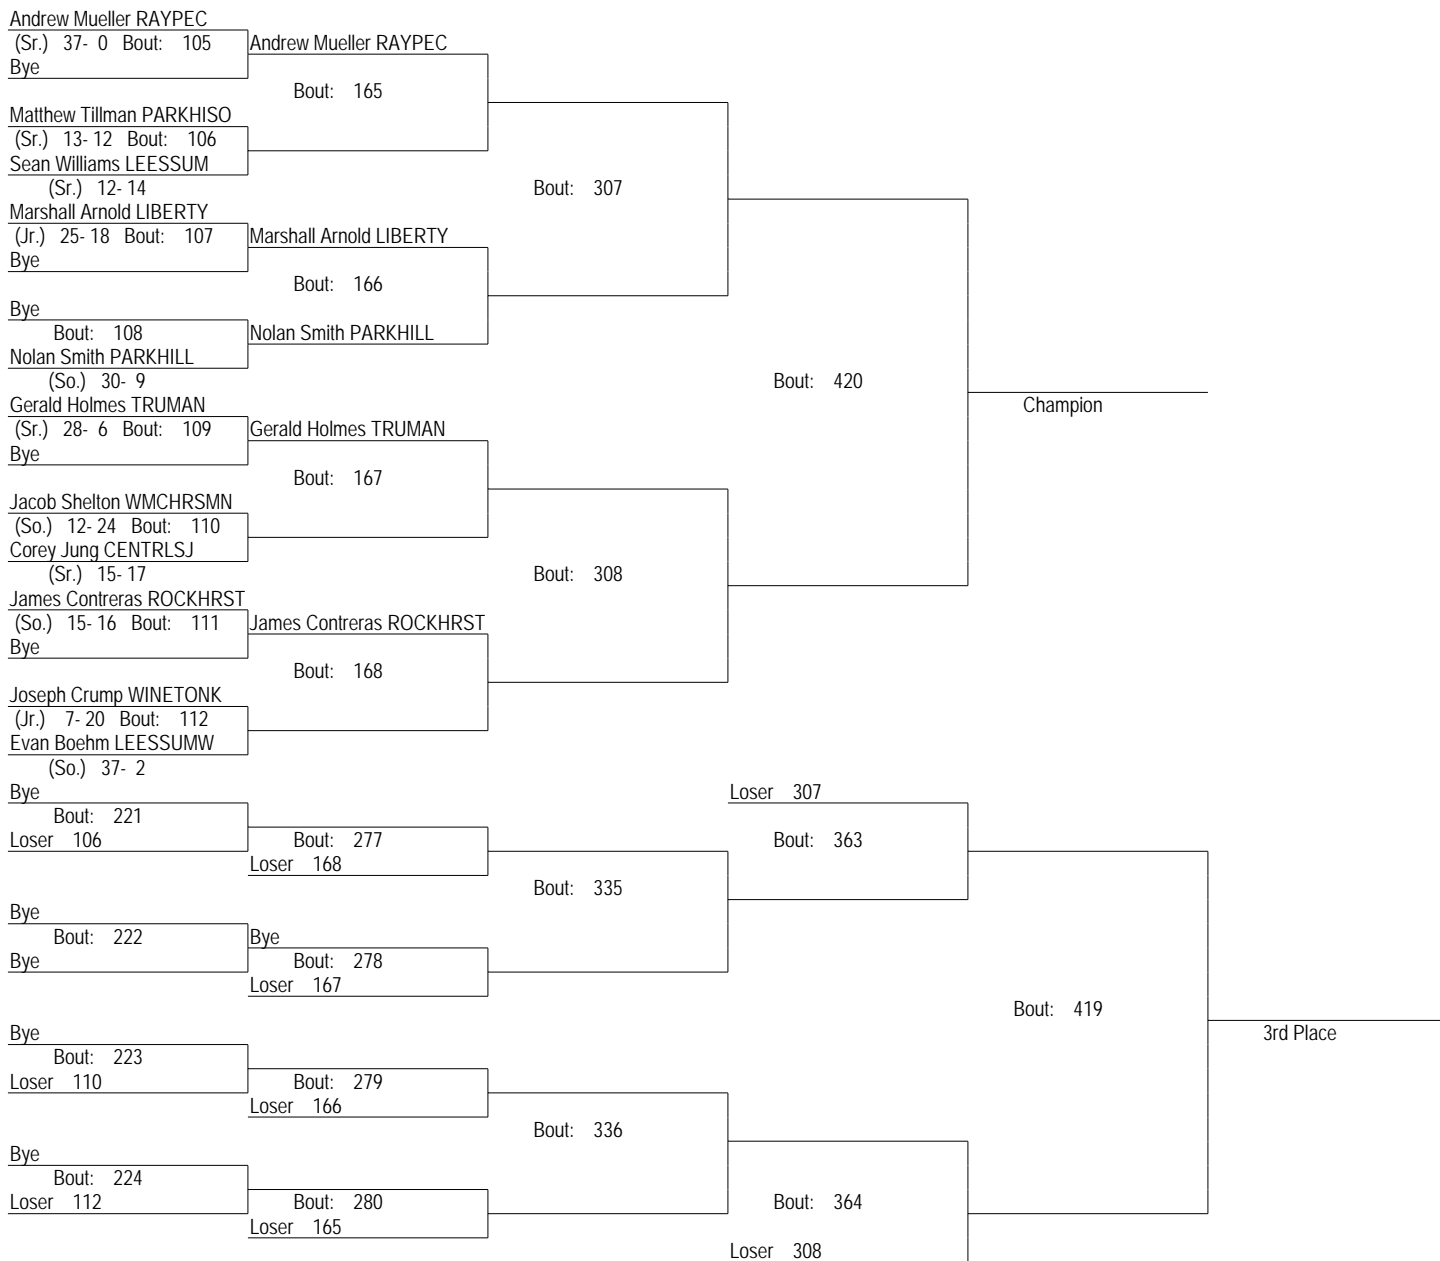 Andrew Mueller RAYPEC
(Sr.) 37- 0 Bout: 105
Bye
Andrew Mueller RAYPEC
Bout: 165
Matthew Tillman PARKHISO
(Sr.) 13- 12 Bout: 106
Sean Williams LEESSUM
(Sr.) 12- 14
Bout: 307
Marshall Arnold LIBERTY
(Jr.) 25- 18 Bout: 107
Bye
Marshall Arnold LIBERTY
Bout: 166
Bye
Bout: 108
Nolan Smith PARKHILL
Nolan Smith PARKHILL
(So.) 30- 9
Bout: 420
Champion
Gerald Holmes TRUMAN
(Sr.) 28- 6 Bout: 109
Bye
Gerald Holmes TRUMAN
Bout: 167
Jacob Shelton WMCHRSMN
(So.) 12- 24 Bout: 110
Corey Jung CENTRLSJ
(Sr.) 15- 17
Bout: 308
James Contreras ROCKHRST
(So.) 15- 16 Bout: 111
Bye
James Contreras ROCKHRST
Bout: 168
Joseph Crump WINETONK
(Jr.) 7- 20 Bout: 112
Evan Boehm LEESSUMW
(So.) 37- 2
Bye
Bout: 221
Loser 106
Bout: 277
Loser 168
Loser 307
Bout: 363
Bout: 335
Bye
Bout: 222
Bye
Bye
Bout: 278
Loser 167
Bout: 419
3rd Place
Bye
Bout: 223
Loser 110
Bout: 279
Loser 166
Bout: 336
Bye
Bout: 224
Loser 112
Bout: 280
Loser 165
Bout: 364
Loser 308